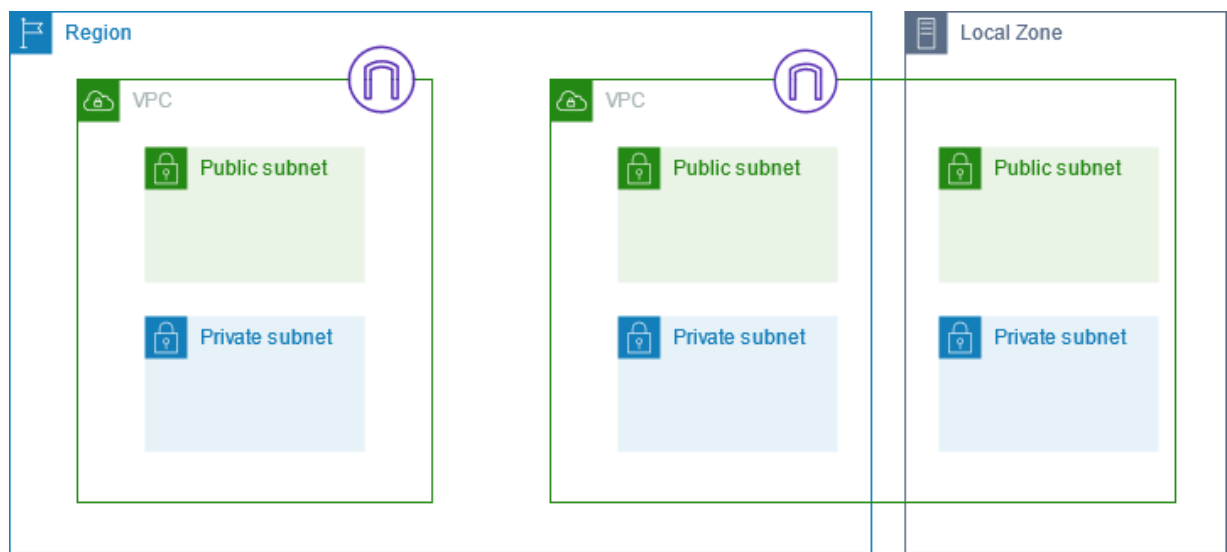 Region
Local Zone
VPC
VPC
Public subnet
Public subnet
Public subnet
Private subnet
Private subnet
Private subnet